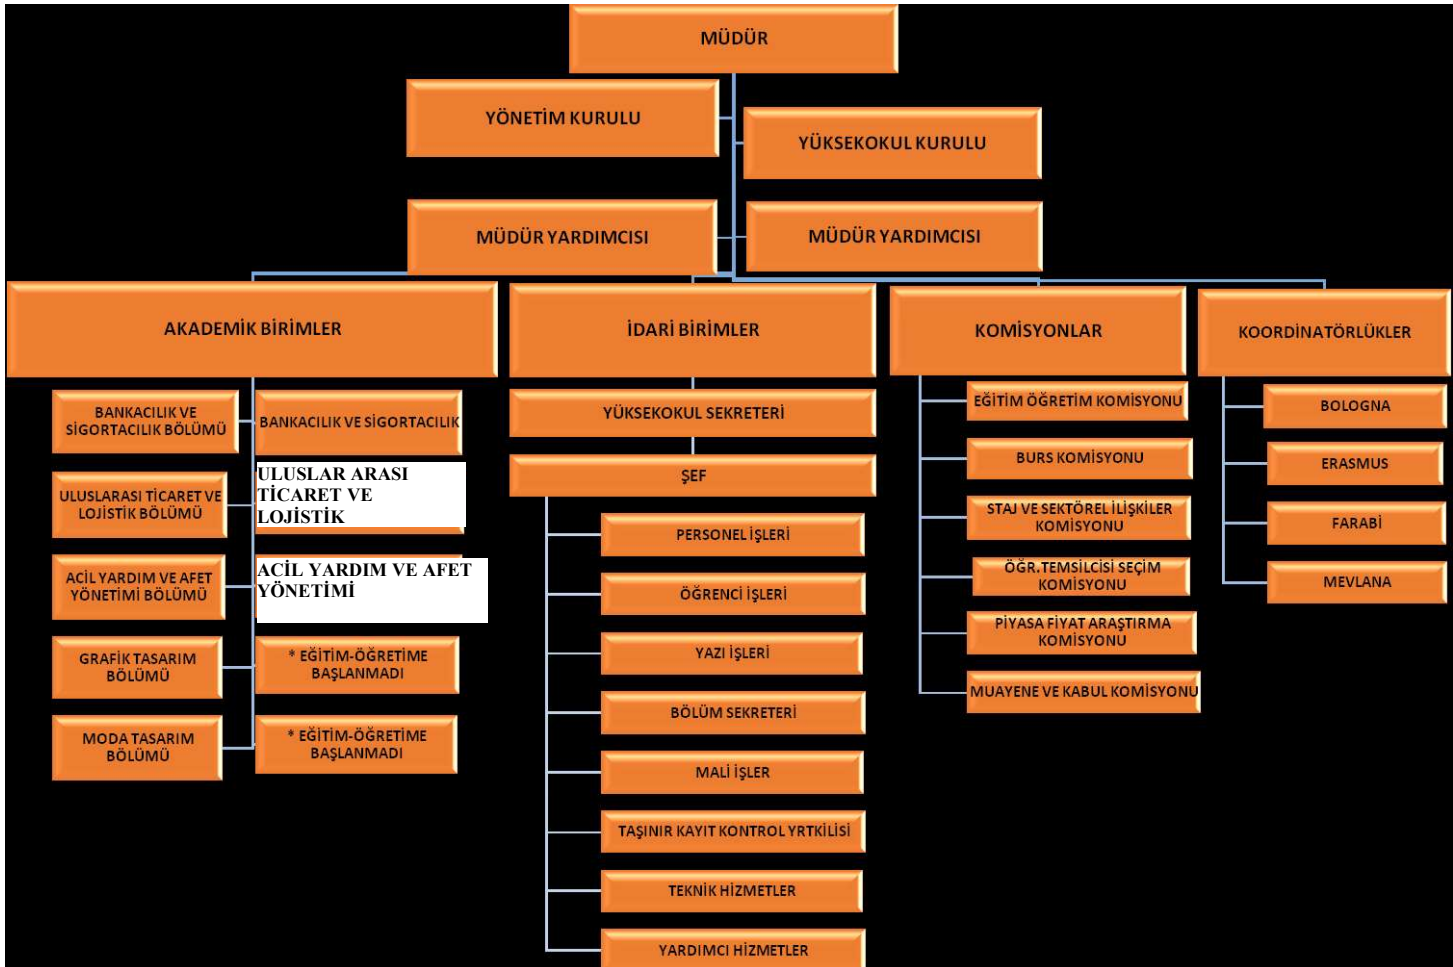 MÜDÜR
YÖNETİM KURULU
YÜKSEKOKUL KURULU
MÜDÜR YARDIMCISI
MÜDÜR YARDIMCISI
AKADEMİK BİRİMLER
BANKACILIK VE
SİGORTACILIK BÖLÜMÜ
BANKACILIK VE SİGORTACILIK
ULUSLARASI TİCARET VE
LOJİSTİK BÖLÜMÜ
ULUSLAR ARASI
TİCARET VE
LOJİSTİK
ACİL YARDIM VE AFET
YÖNETİMİ BÖLÜMÜ
ACİL YARDIM VE AFET
YÖNETİMİ
GRAFİK TASARIM
BÖLÜMÜ
* EĞİTİM-ÖĞRETİME
BAŞLANMADI
MODA TASARIM
BÖLÜMÜ
* EĞİTİM-ÖĞRETİME
BAŞLANMADI
İDARİ BİRİMLER
YÜKSEKOKUL SEKRETERİ
ŞEF
PERSONEL İŞLERİ
ÖĞRENCİ İŞLERİ
YAZI İŞLERİ
BÖLÜM SEKRETERİ
MALİ İŞLER
TAŞINIR KAYIT KONTROL YRTKİLİSİ
TEKNİK HİZMETLER
YARDIMCI HİZMETLER
KOMİSYONLAR
EĞİTİM ÖĞRETİM KOMİSYONU
BURS KOMİSYONU
STAJ VE SEKTÖREL İLİŞKİLER
KOMİSYONU
ÖĞR.TEMSİLCİSİ SEÇİM
KOMİSYONU
PİYASA FİYAT ARAŞTIRMA
KOMİSYONU
MUAYENE VE KABUL KOMİSYONU
KOORDİNATÖRLÜKLER
BOLOGNA
ERASMUS
FARABİ
MEVLANA